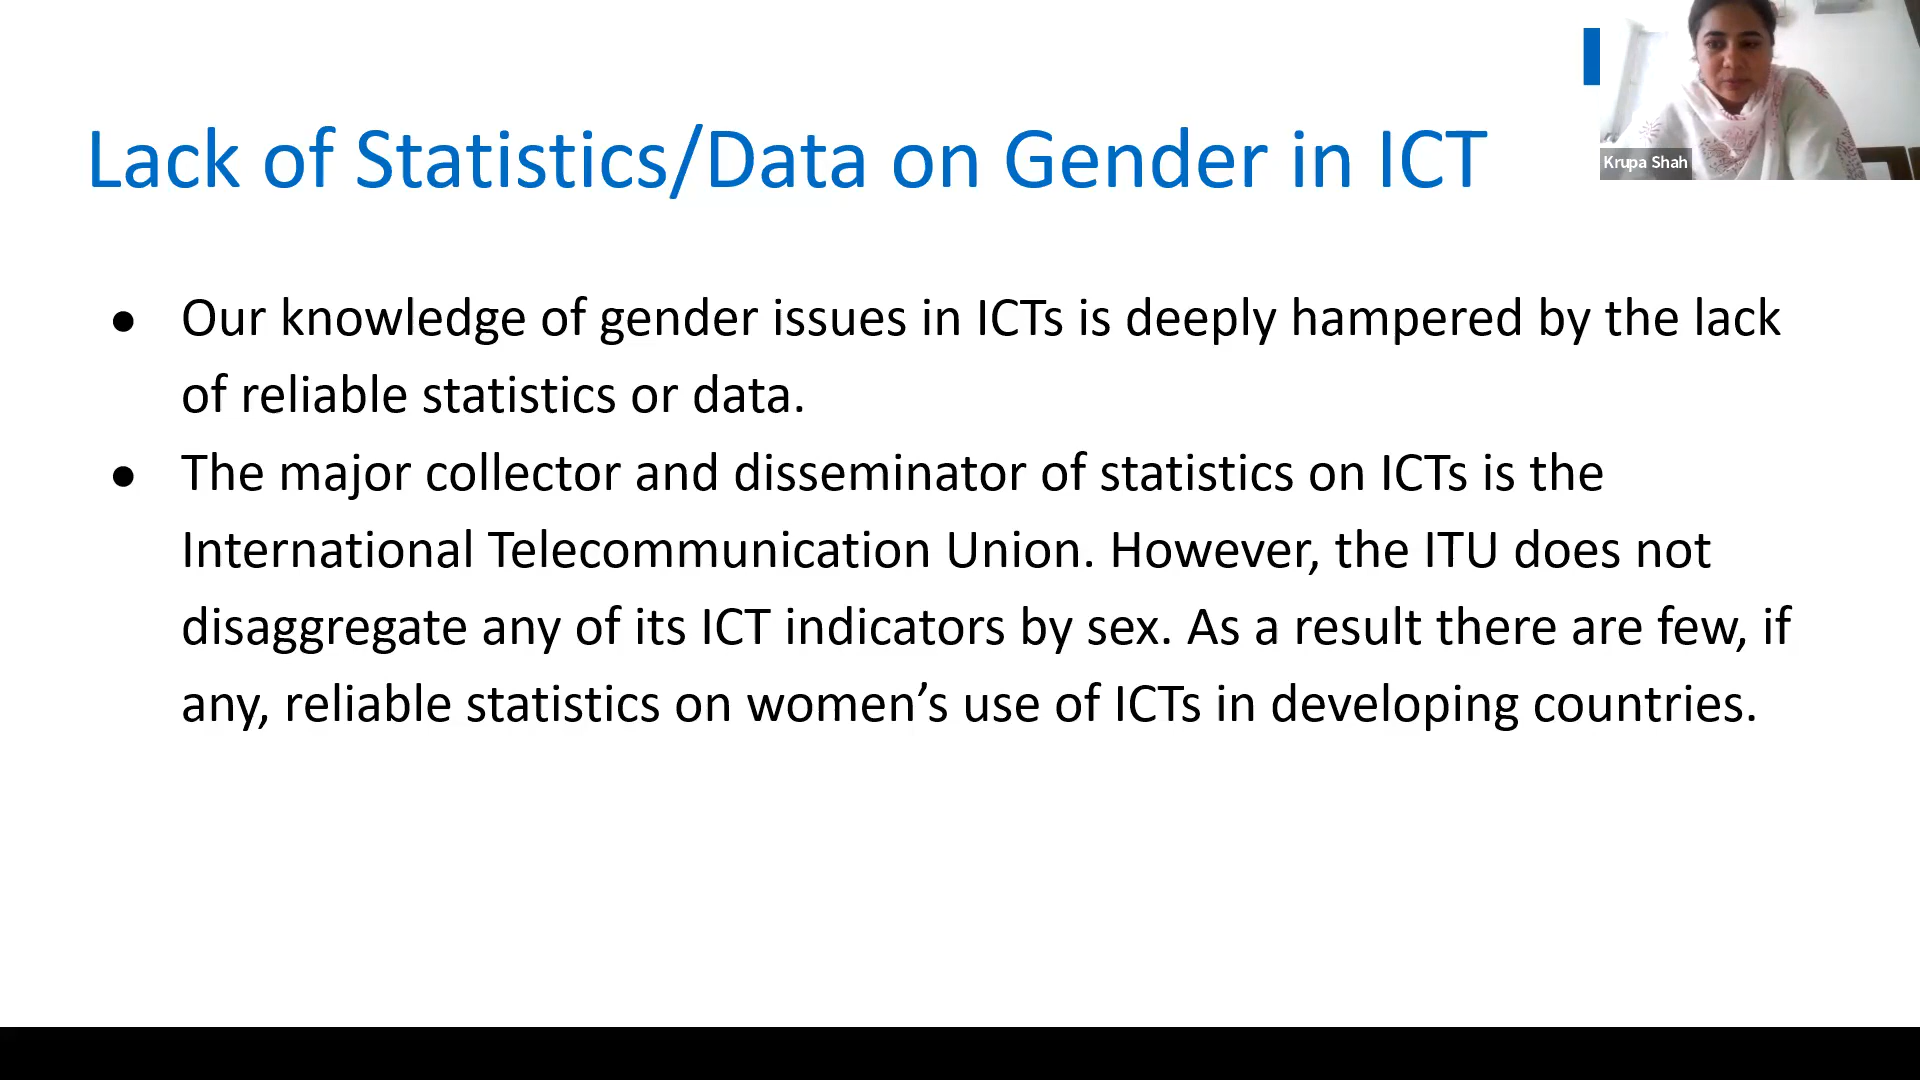 Lack of Statistics/Data on Gender in ICT
Krupa Shah
● Our knowledge of gender issues in ICTs is deeply hampered by the lack
of reliable statistics or data.
● The major collector and disseminator of statistics on ICTs is the
International Telecommunication Union. However, the ITU does not
disaggregate any of its ICT indicators by sex. As a result there are few, if
any, reliable statistics on women’s use of ICTs in developing countries.